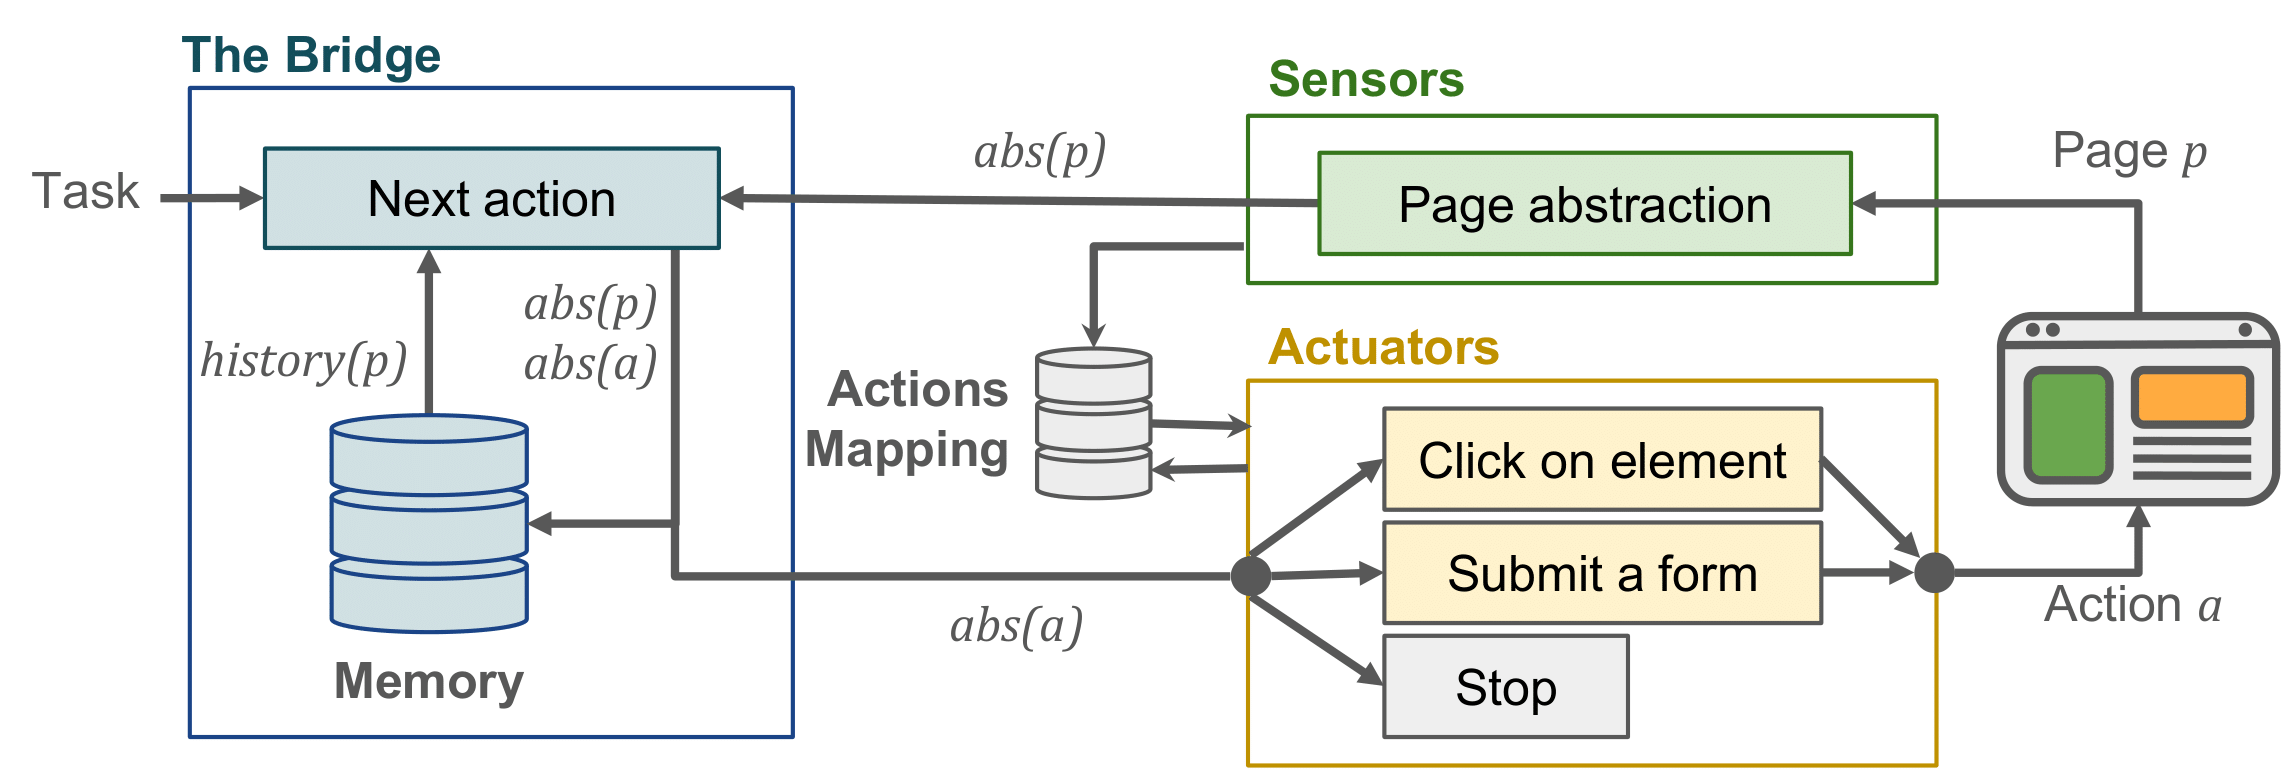 The Bridge
Sensors
Task
Next action
abs(p)
Page abstraction
Page p
history(p)
abs(p)
abs(a)
Actions
Mapping
Actuators
Click on element
Submit a form
Stop
abs(a)
Action a
Memory